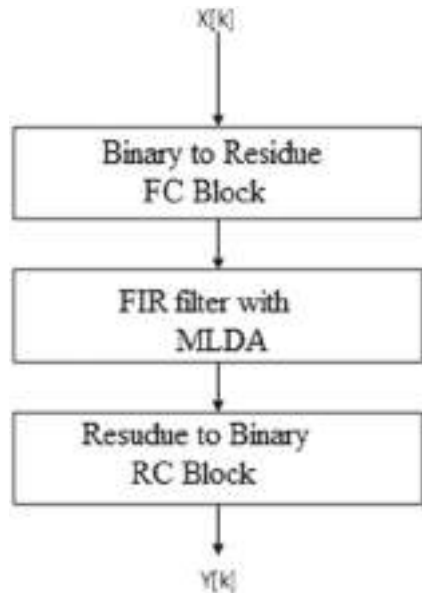 X[k]
Binary to Residue
FC Block
FIR filter with
MLDA
Resudue to Binary
RC Block
Y[k]